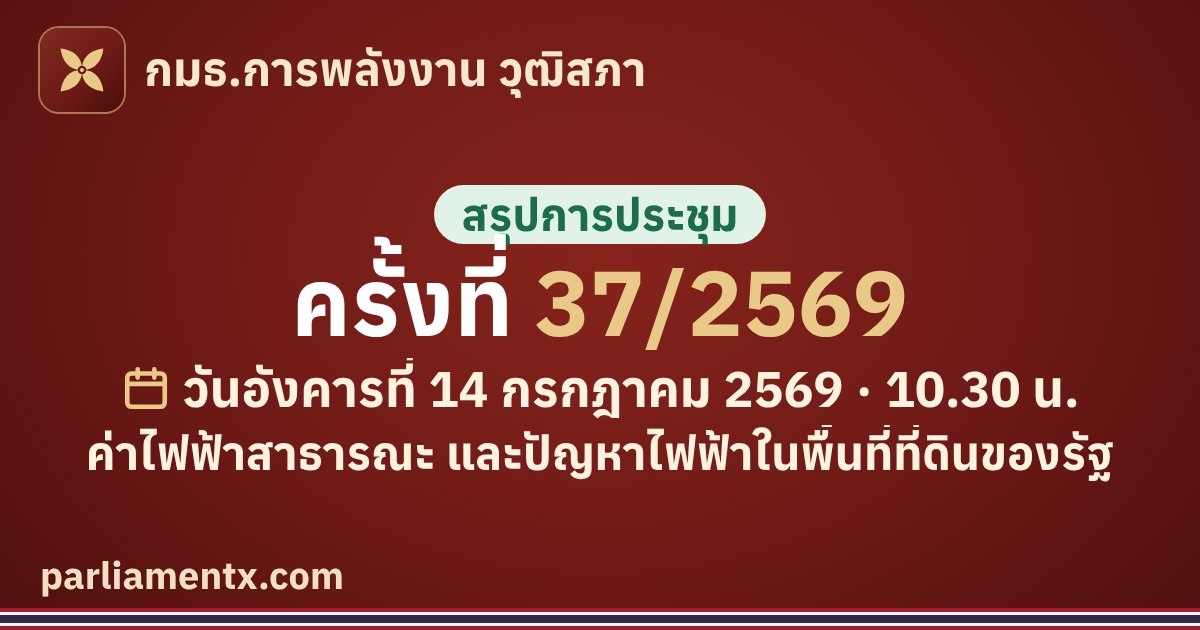 กมธ.การพลังงาน วุฒิสภา
สรุปการประชุม
ครั้งที่ 37/2569
วันอังคารที่ 14 กรกฎาคม 2569 · 10.30 น.
ค่าไฟฟ้าสาธารณะ และปัญหาไฟฟ้าในพื้นที่ที่ดินของรัฐ
parliamentx.com